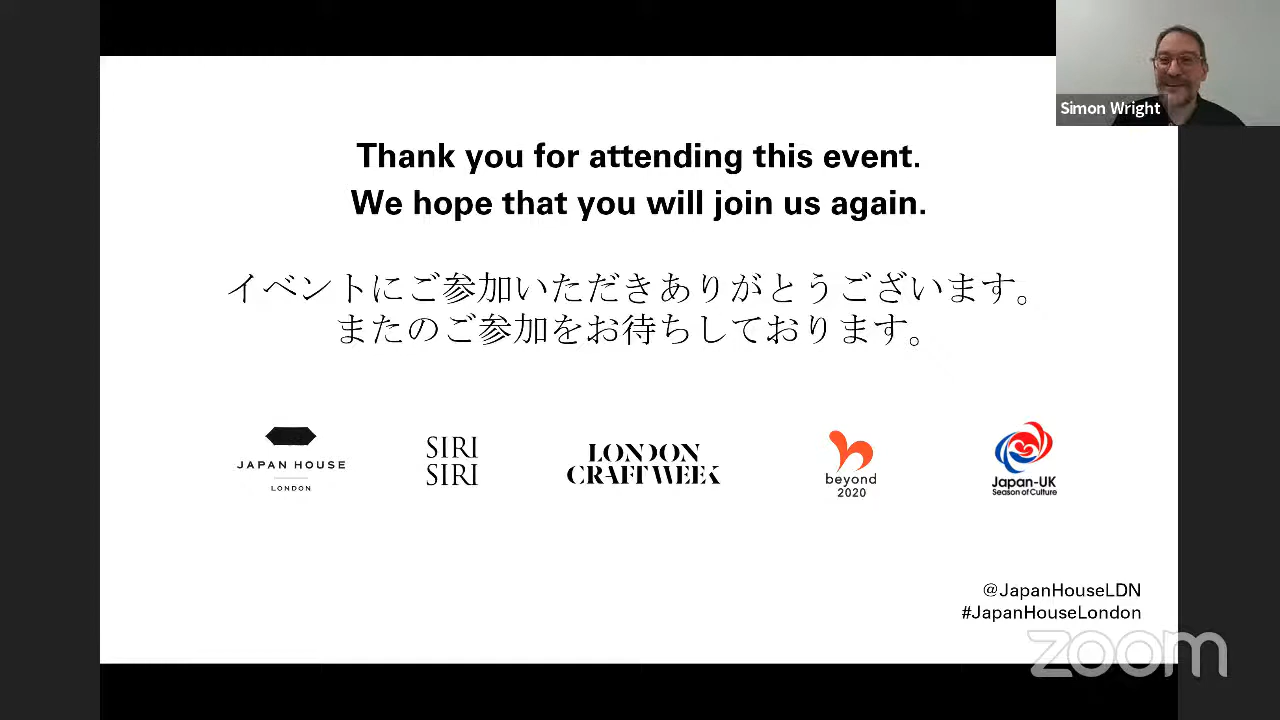 Simon Wright
Thank you for attending this event.
We hope that you will join us again.
イベントにご参加いただきありがとうございます。
またのご参加をお待ちしております。
JAPAN HOUSE
LONDON
SIRI
SIRI
LONDON
CRAFT WEEK
beyond
2020
Japan-UK
Season of Culture
@JapanHouseLDN
#JapanHouseLondon
zoom